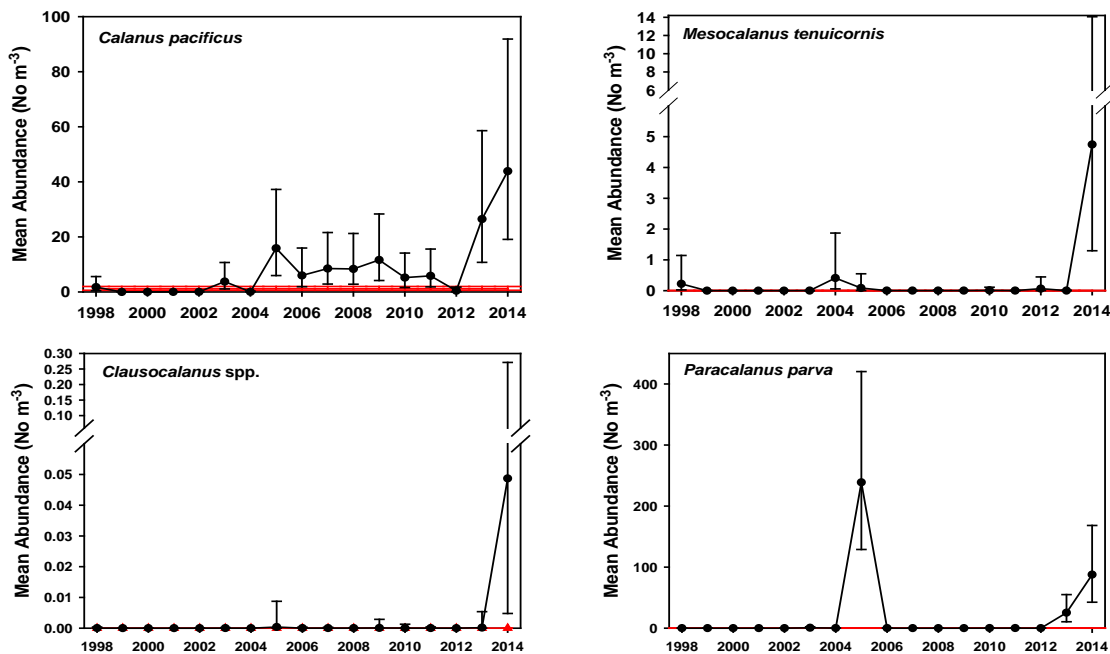 Mean Abundance (No m⁻³)
100
80
60
40
20
0
Calanus pacificus
1998 2000 2002 2004 2006 2008 2010 2012 2014
Mean Abundance (No m⁻³)
14
12
10
8
6
5
4
3
2
1
0
Mesocalanus tenuicornis
1998 2000 2002 2004 2006 2008 2010 2012 2014
Mean Abundance (No m⁻³)
0.30
0.25
0.20
0.15
0.10
0.05
0.04
0.03
0.02
0.01
0.00
Clausocalanus spp.
1998 2000 2002 2004 2006 2008 2010 2012 2014
Mean Abundance (No m⁻³)
400
300
200
100
0
Paracalanus parva
1998 2000 2002 2004 2006 2008 2010 2012 2014